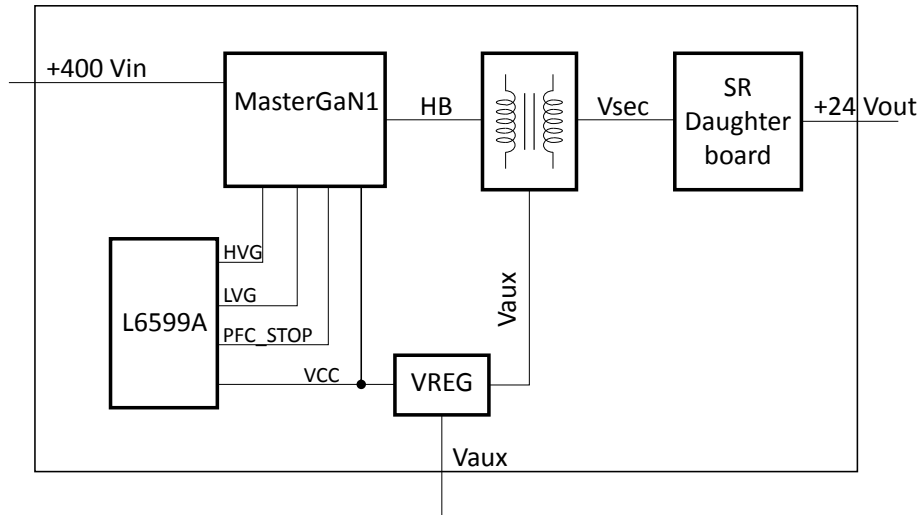 +400 Vin
MasterGaN1
HB
Vsec
SR
Daughter
board
+24 Vout
HVG
LVG
L6599A
PFC_STOP
VCC
VREG
Vaux
Vaux